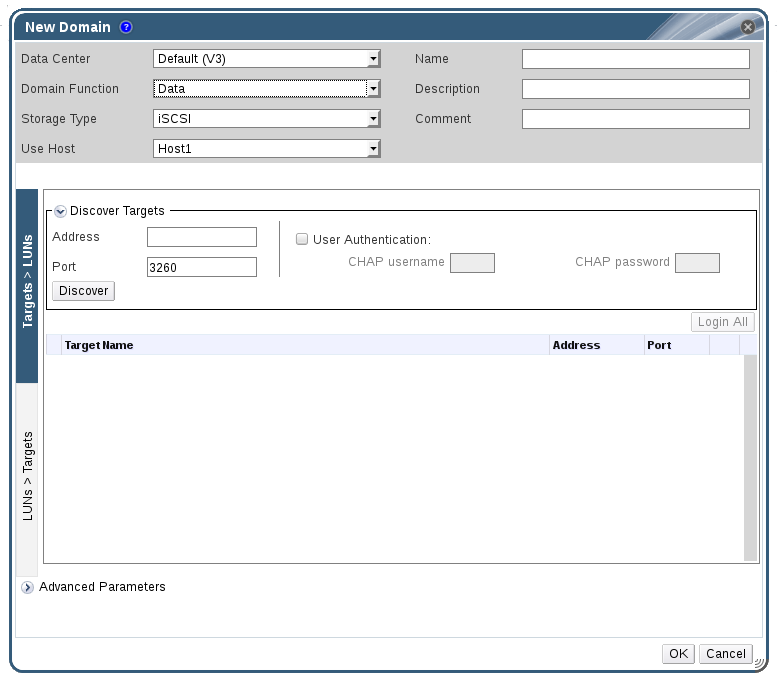 New Domain ?
Data Center Default (V3) Name
Domain Function Data Description
Storage Type iSCSI Comment
Use Host Host1
Targets > LUNs
LUNs > Targets
Discover Targets
Address User Authentication:
CHAP username CHAP password
Port 3260
Discover
Login All
Target Name Address Port
Advanced Parameters
OK Cancel